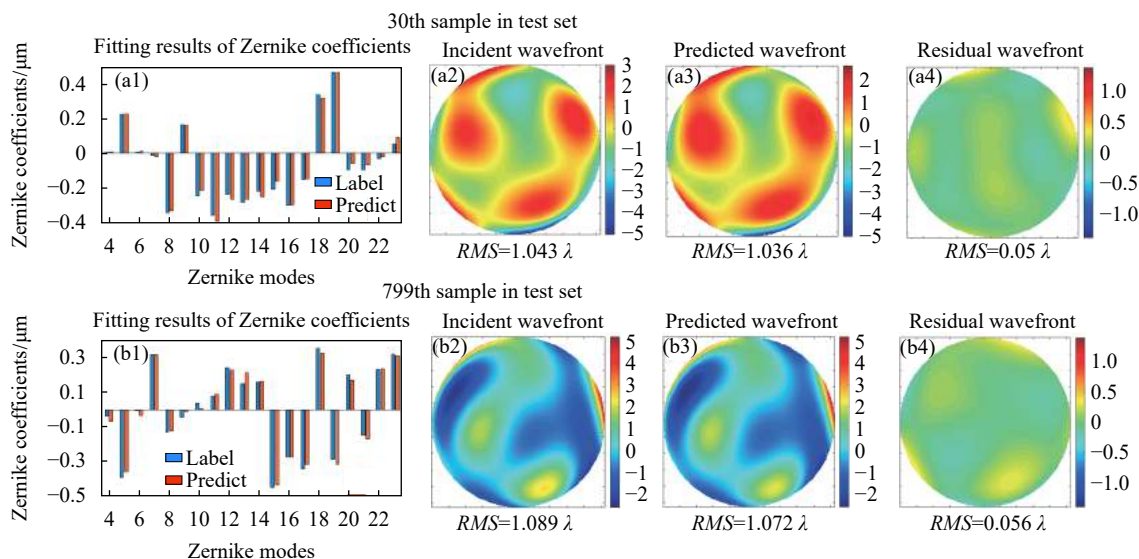 30th sample in test set
Fitting results of Zernike coefficients
Incident wavefront
Predicted wavefront
Residual wavefront
Zernike coefficients/μm
0.4
0.2
0
−0.2
−0.4
(a1)
Label
Predict
4 6 8 10 12 14 16 18 20 22
Zernike modes
(a2)
3
2
1
0
−1
−2
−3
−4
−5
RMS=1.043 λ
(a3)
2
1
0
−1
−2
−3
−4
−5
RMS=1.036 λ
(a4)
1.0
0.5
0
−0.5
−1.0
RMS=0.05 λ
799th sample in test set
Fitting results of Zernike coefficients
Incident wavefront
Predicted wavefront
Residual wavefront
Zernike coefficients/μm
0.3
0.1
−0.1
−0.3
−0.5
(b1)
Label
Predict
4 6 8 10 12 14 16 18 20 22
Zernike modes
(b2)
5
4
3
2
1
0
−1
−2
RMS=1.089 λ
(b3)
5
4
3
2
1
0
−1
−2
RMS=1.072 λ
(b4)
1.0
0.5
0
−0.5
−1.0
RMS=0.056 λ